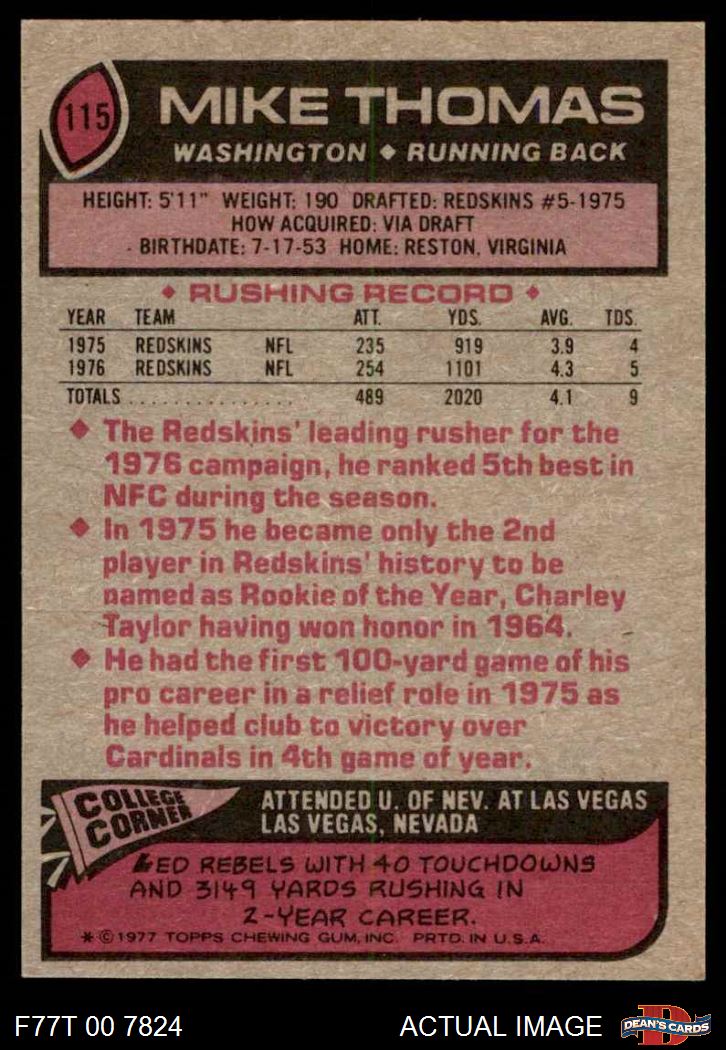 115
MIKE THOMAS
WASHINGTON ◆ RUNNING BACK
HEIGHT: 5'11" WEIGHT: 190 DRAFTED: REDSKINS #5-1975
HOW ACQUIRED: VIA DRAFT
BIRTHDATE: 7-17-53 HOME: RESTON, VIRGINIA
◆ RUSHING RECORD ◆
YEAR TEAM ATT. YDS. AVG. TDS.
1975 REDSKINS NFL 235 919 3.9 4
1976 REDSKINS NFL 254 1101 4.3 5
TOTALS . . . . . . . . . . . . . . . 489 2020 4.1 9
◆ The Redskins' leading rusher for the
1976 campaign, he ranked 5th best in
NFC during the season.
◆ In 1975 he became only the 2nd
player in Redskins' history to be
named as Rookie of the Year, Charley
Taylor having won honor in 1964.
◆ He had the first 100-yard game of his
pro career in a relief role in 1975 as
he helped club to victory over
Cardinals in 4th game of year.
COLLEGE
CORNER
ATTENDED U. OF NEV. AT LAS VEGAS
LAS VEGAS, NEVADA
LED REBELS WITH 40 TOUCHDOWNS
AND 3149 YARDS RUSHING IN
2-YEAR CAREER.
* © 1977 TOPPS CHEWING GUM, INC. PRTD. IN U.S.A.
F77T 00 7824
ACTUAL IMAGE
D
DEAN'S CARDS